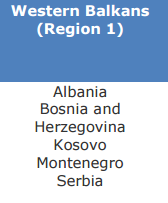 Western Balkans
(Region 1)
Albania
Bosnia and
Herzegovina
Kosovo
Montenegro
Serbia